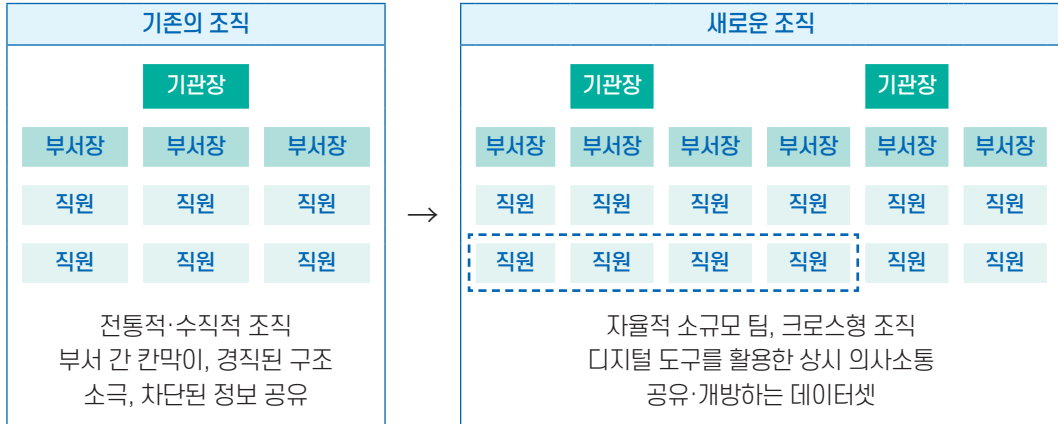 기존의 조직
기관장
부서장 부서장 부서장
직원 직원 직원
직원 직원 직원
전통적·수직적 조직
부서 간 칸막이, 경직된 구조
소극, 차단된 정보 공유
→
새로운 조직
기관장 기관장
부서장 부서장 부서장 부서장 부서장 부서장
직원 직원 직원 직원 직원 직원
직원 직원 직원 직원 직원 직원
자율적 소규모 팀, 크로스형 조직
디지털 도구를 활용한 상시 의사소통
공유·개방하는 데이터셋